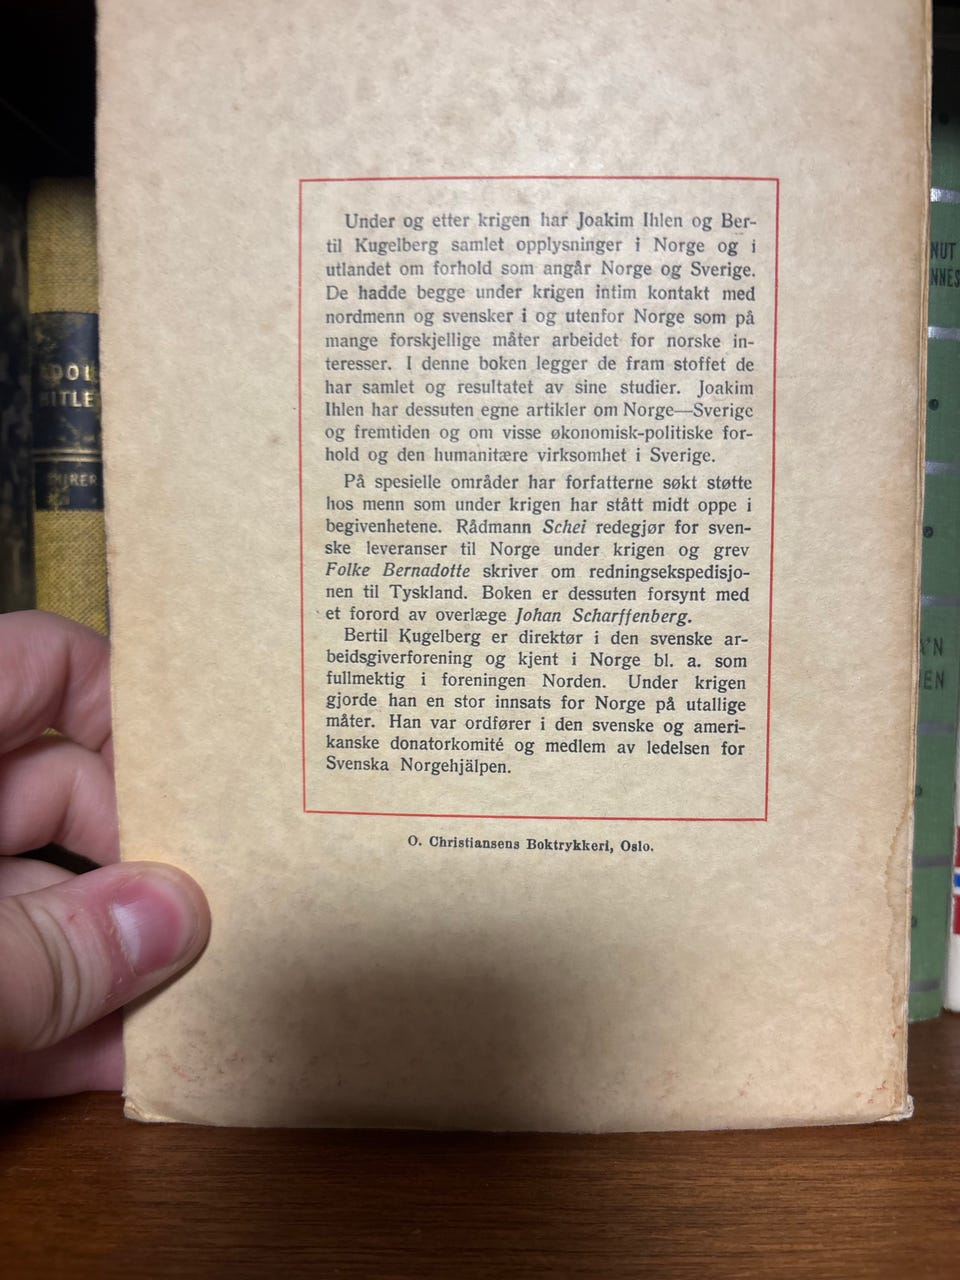 Under og etter krigen har Joakim Ihlen og Ber-
til Kugelberg samlet opplysninger i Norge og i
utlandet om forhold som angår Norge og Sverige.
De hadde begge under krigen intim kontakt med
nordmenn og svensker i og utenfor Norge som på
mange forskjellige måter arbeidet for norske in-
teresser. I denne boken legger de fram stoffet de
har samlet og resultatet av sine studier. Joakim
Ihlen har dessuten egne artikler om Norge—Sverige
og fremtiden og om visse økonomisk-politiske for-
hold og den humanitære virksomhet i Sverige.
På spesielle områder har forfatterne søkt støtte
hos menn som under krigen har stått midt oppe i
begivenhetene. Rådmann Schei redegjør for sven-
ske leveranser til Norge under krigen og grev
Folke Bernadotte skriver om redningsekspedisjo-
nen til Tyskland. Boken er dessuten forsynt med
et forord av overlæge Johan Scharffenberg.
Bertil Kugelberg er direktør i den svenske ar-
beidsgiverforening og kjent i Norge bl. a. som
fullmektig i foreningen Norden. Under krigen
gjorde han en stor innsats for Norge på utallige
måter. Han var ordfører i den svenske og ameri-
kanske donatorkomité og medlem av ledelsen for
Svenska Norgehjälpen.
O. Christiansens Boktrykkeri, Oslo.